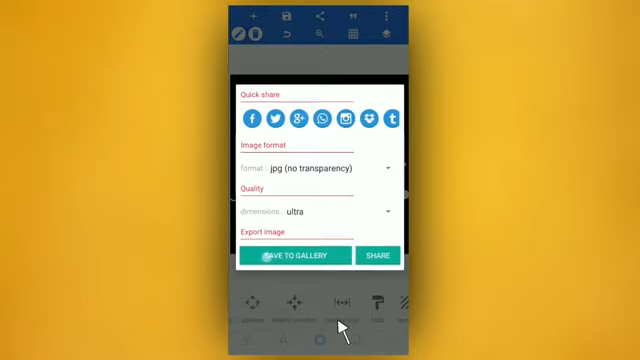 Quick share
Image format
format.: jpg (no transparency)
Quality
dimensions.: ultra
Export image
SAVE TO GALLERY
SHARE